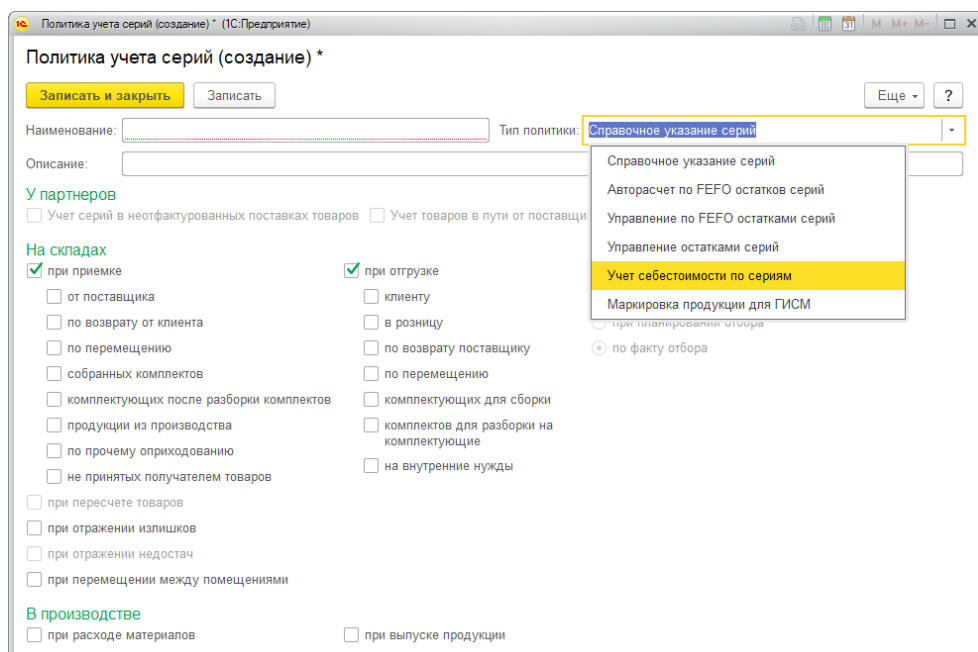 Политика учета серий (создание) * (1С:Предприятие)
31 M M+ M-
Политика учета серий (создание) *
Записать и закрыть Записать Еще ?
Наименование: Тип политики: Справочное указание серий
Описание:
Справочное указание серий
Авторасчет по FEFO остатков серий
Управление по FEFO остатками серий
Управление остатками серий
Учет себестоимости по сериям
Маркировка продукции для ГИСМ
У партнеров
Учет серий в неотфактурованных поставках товаров Учет товаров в пути от поставщи
На складах
при приемке при отгрузке
от поставщика клиенту
по возврату от клиента в розницу при планировании отбора
по перемещению по возврату поставщику по факту отбора
собранных комплектов по перемещению
комплектующих после разборки комплектов комплектующих для сборки
продукции из производства комплектов для разборки на
комплектующие
по прочему оприходованию
не принятых получателем товаров на внутренние нужды
при пересчете товаров
при отражении излишков
при отражении недостач
при перемещении между помещениями
В производстве
при расходе материалов при выпуске продукции